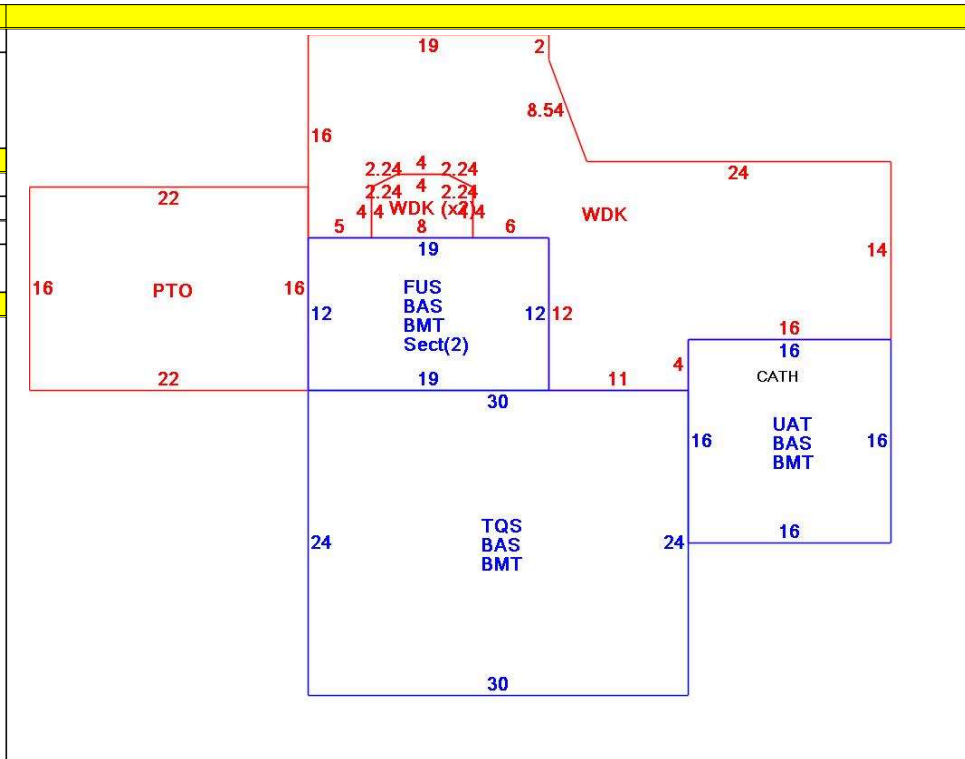 19
2
8.54
16
4
2.24 2.24
24
22
4
2.24 2.24
4 4 WDK (x2) 4 4
WDK
5 8 6
19
14
16
PTO
16
FUS
BAS
BMT
Sect(2)
12
12
12
16
16
4
CATH
22
19
11
30
UAT
BAS
BMT
16
16
TQS
BAS
BMT
24
24
16
30